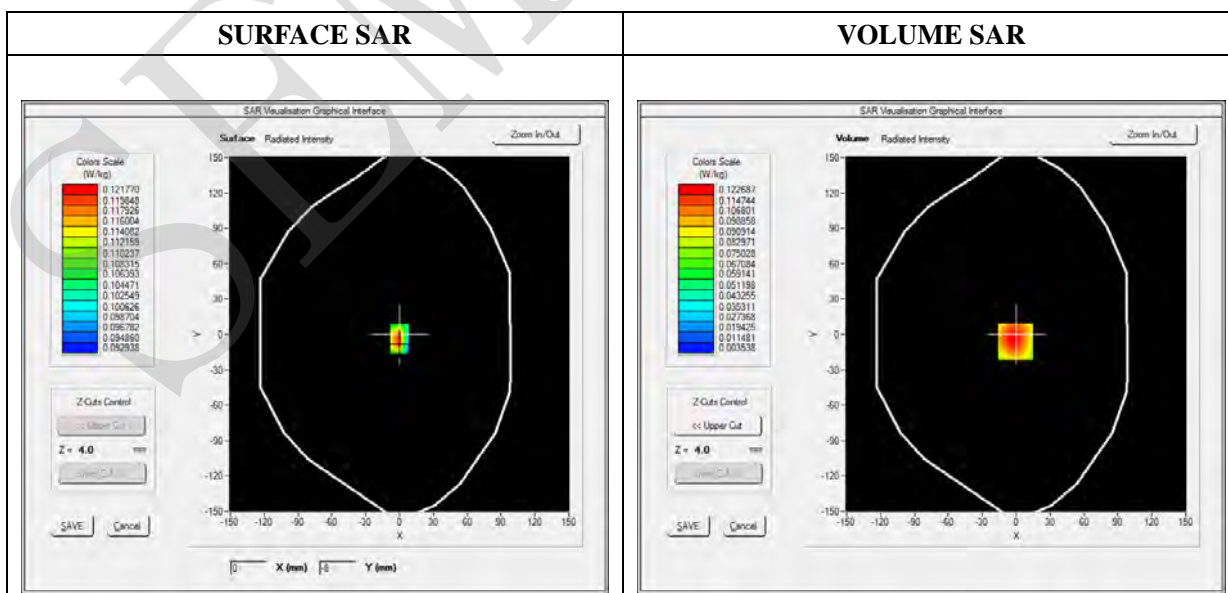 SURFACE SAR
SAR Visualisation Graphical Interface
Surface Radiated Intensity
Zoom In/Out
Colors Scale
(W/kg)
0.121770
0.119848
0.117926
0.116004
0.114082
0.112159
0.110237
0.108315
0.106393
0.104471
0.102549
0.100626
0.098704
0.096782
0.094860
0.092938
Z-Cuts Control
<< Upper Cut
Z = 4.0 mm
SAVE Cancel
150
120
90
60
30
0
-30
-60
-90
-120
-150
Y
-150 -120 -90 -60 -30 0 30 60 90 120 150
X
0 X (mm) -8 Y (mm)
VOLUME SAR
SAR Visualisation Graphical Interface
Volume Radiated Intensity
Zoom In/Out
Colors Scale
(W/kg)
0.122687
0.114744
0.106801
0.098858
0.090914
0.082971
0.075028
0.067084
0.059141
0.051198
0.043255
0.035311
0.027368
0.019425
0.011481
0.003538
Z-Cuts Control
<< Upper Cut
Z = 4.0 mm
SAVE Cancel
150
120
90
60
30
0
-30
-60
-90
-120
-150
Y
-150 -120 -90 -60 -30 0 30 60 90 120 150
X
SEM